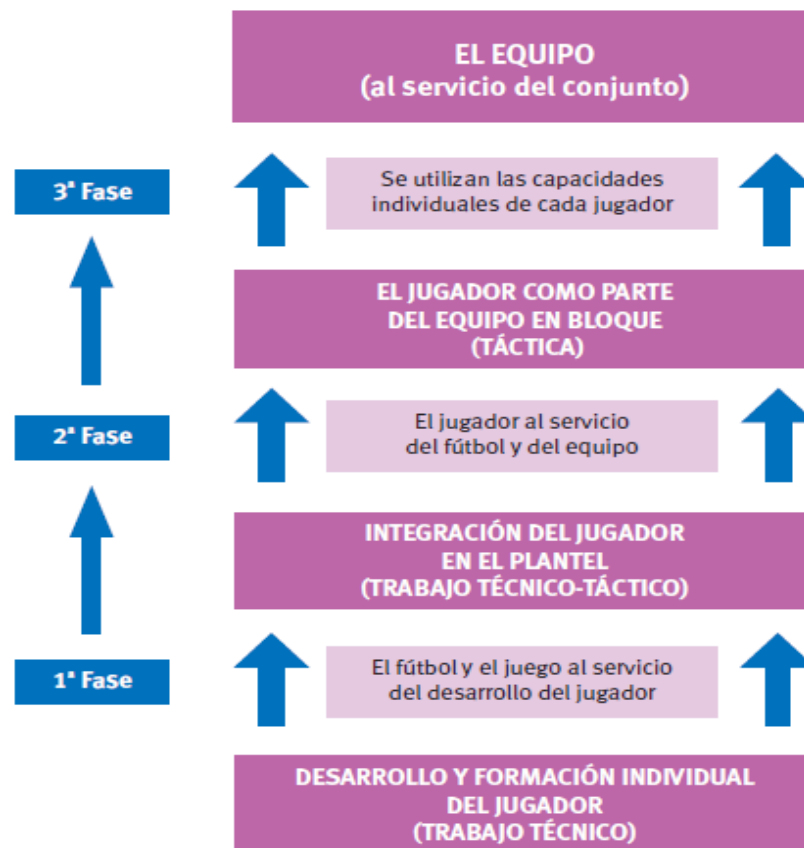 EL EQUIPO
(al servicio del conjunto)
3ª Fase
Se utilizan las capacidades
individuales de cada jugador
EL JUGADOR COMO PARTE
DEL EQUIPO EN BLOQUE
(TÁCTICA)
2ª Fase
El jugador al servicio
del fútbol y del equipo
INTEGRACIÓN DEL JUGADOR
EN EL PLANTEL
(TRABAJO TÉCNICO-TÁCTICO)
1ª Fase
El fútbol y el juego al servicio
del desarrollo del jugador
DESARROLLO Y FORMACIÓN INDIVIDUAL
DEL JUGADOR
(TRABAJO TÉCNICO)